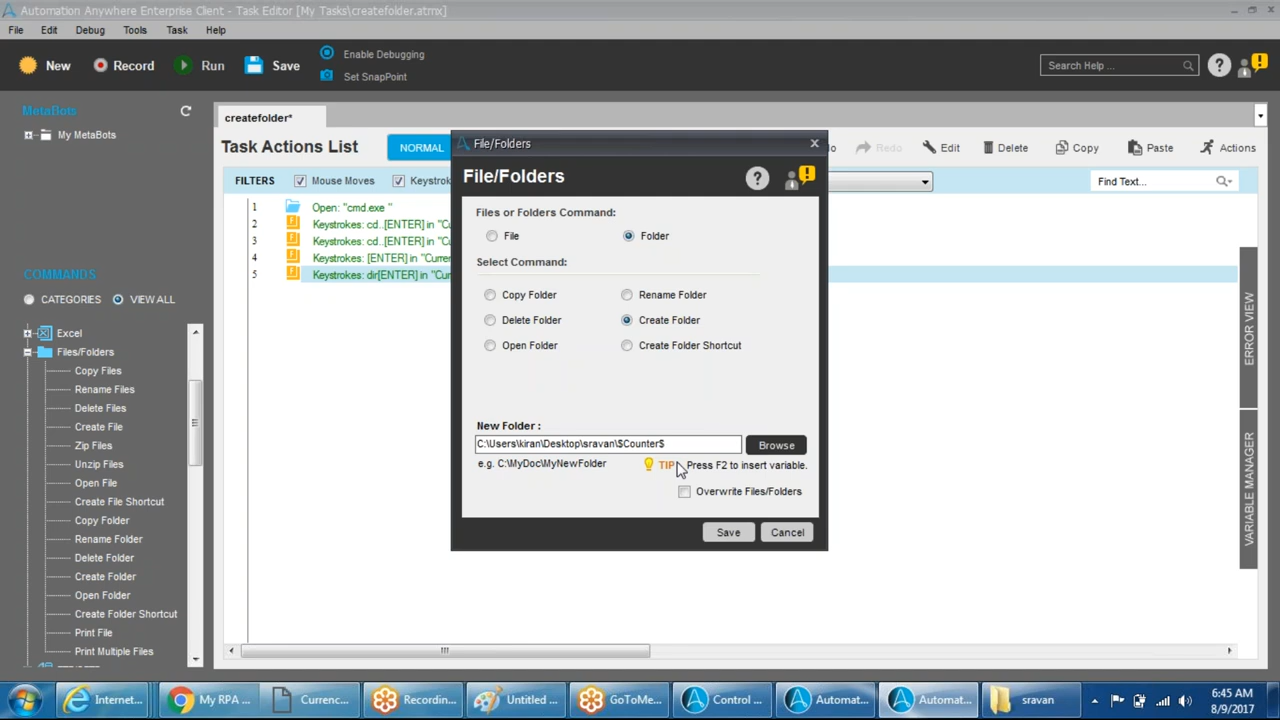 Automation Anywhere Enterprise Client - Task Editor [My Tasks\createfolder.atmx]
File Edit Debug Tools Task Help
New Record Run Save Enable Debugging
Set SnapPoint
Search Help ...
MetaBots
My MetaBots
createfolder*
Task Actions List NORMAL
Redo Edit Delete Copy Paste Actions
FILTERS Mouse Moves
Find Text...
1 Open: "cmd.exe "
2 Keystrokes: cd..[ENTER] in "Cu
3 Keystrokes: cd..[ENTER] in "Cu
4 Keystrokes: [ENTER] in "Curren
5 Keystrokes: dir[ENTER] in "Cur
File/Folders
File/Folders
Files or Folders Command:
File Folder
Select Command:
Copy Folder Rename Folder
Delete Folder Create Folder
Open Folder Create Folder Shortcut
New Folder :
C:\Users\kiran\Desktop\sravan\$Counter$ Browse
e.g. C:\MyDoc\MyNewFolder TIP Press F2 to insert variable.
Overwrite Files/Folders
Save Cancel
COMMANDS
CATEGORIES VIEW ALL
Excel
Files/Folders
Copy Files
Rename Files
Delete Files
Create File
Zip Files
Unzip Files
Open File
Create File Shortcut
Copy Folder
Rename Folder
Delete Folder
Create Folder
Open Folder
Create Folder Shortcut
Print File
Print Multiple Files
ERROR VIEW
VARIABLE MANAGER
Internet... My RPA ... Currenc... Recordin... Untitled ... GoToMe... Control ... Automat... Automat... sravan
6:45 AM
8/9/2017